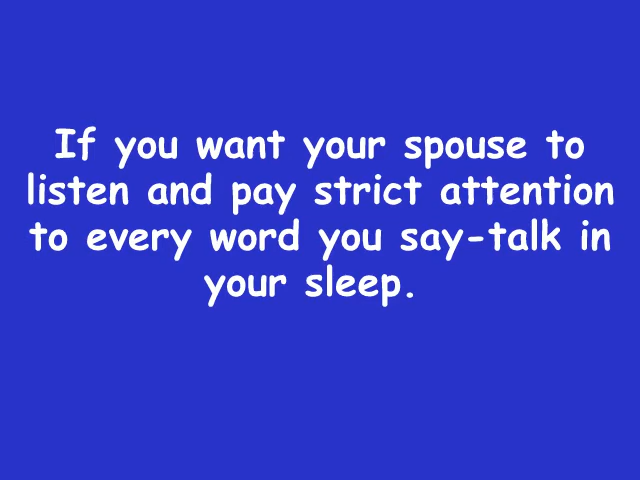 If you want your spouse to
listen and pay strict attention
to every word you say-talk in
your sleep.